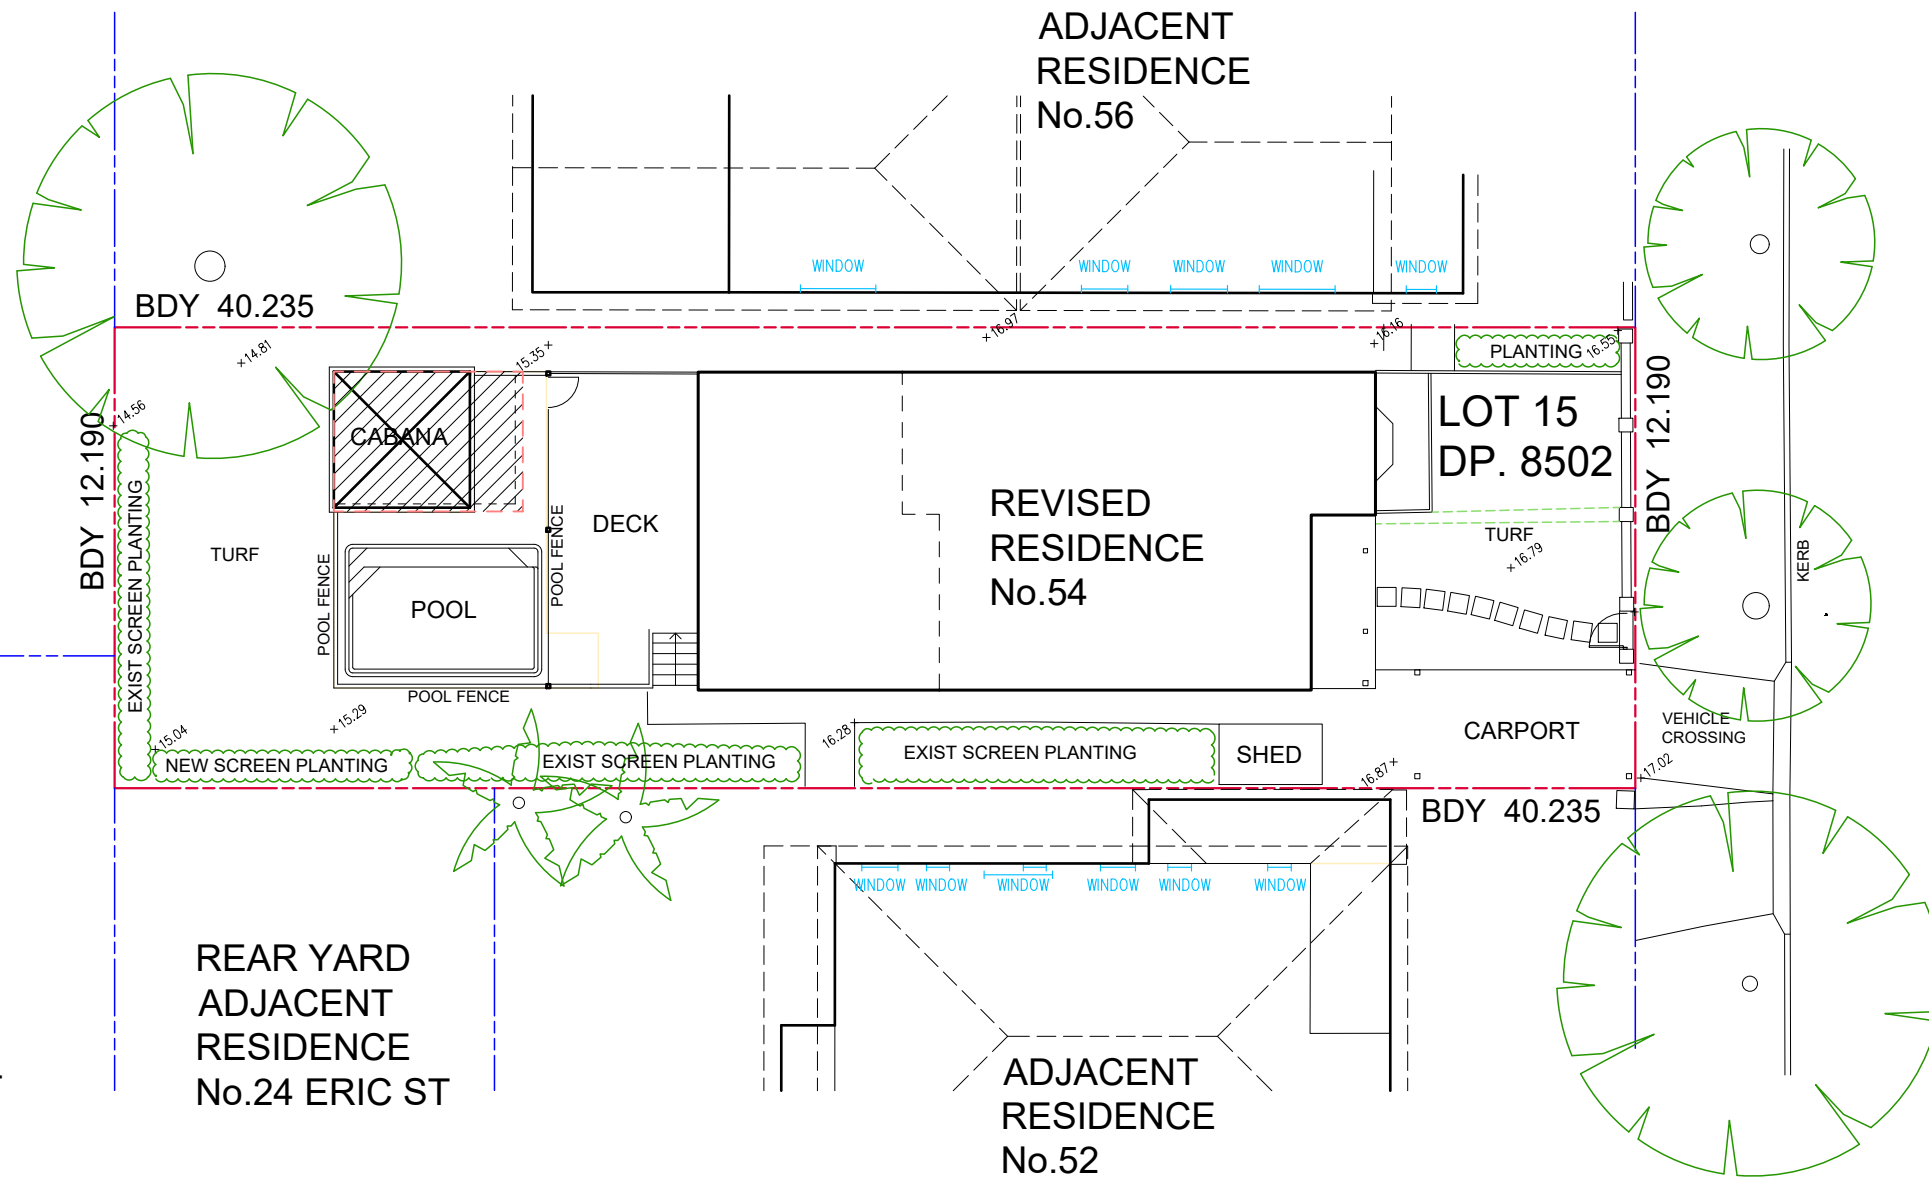 ADJACENT
RESIDENCE
No.56
WINDOW
WINDOW
WINDOW
WINDOW
WINDOW
BDY 40.235
14.81
15.35
16.97
16.16
PLANTING
16.55
14.56
BDY 12.190
EXIST SCREEN PLANTING
TURF
CABANA
POOL FENCE
POOL
POOL FENCE
POOL FENCE
DECK
REVISED
RESIDENCE
No.54
LOT 15
DP. 8502
BDY 12.190
TURF
16.79
KERB
15.04
15.29
NEW SCREEN PLANTING
EXIST SCREEN PLANTING
16.28
EXIST SCREEN PLANTING
SHED
CARPORT
16.87
VEHICLE
CROSSING
17.02
BDY 40.235
WINDOW
WINDOW
WINDOW
WINDOW
WINDOW
WINDOW
REAR YARD
ADJACENT
RESIDENCE
No.24 ERIC ST
ADJACENT
RESIDENCE
No.52